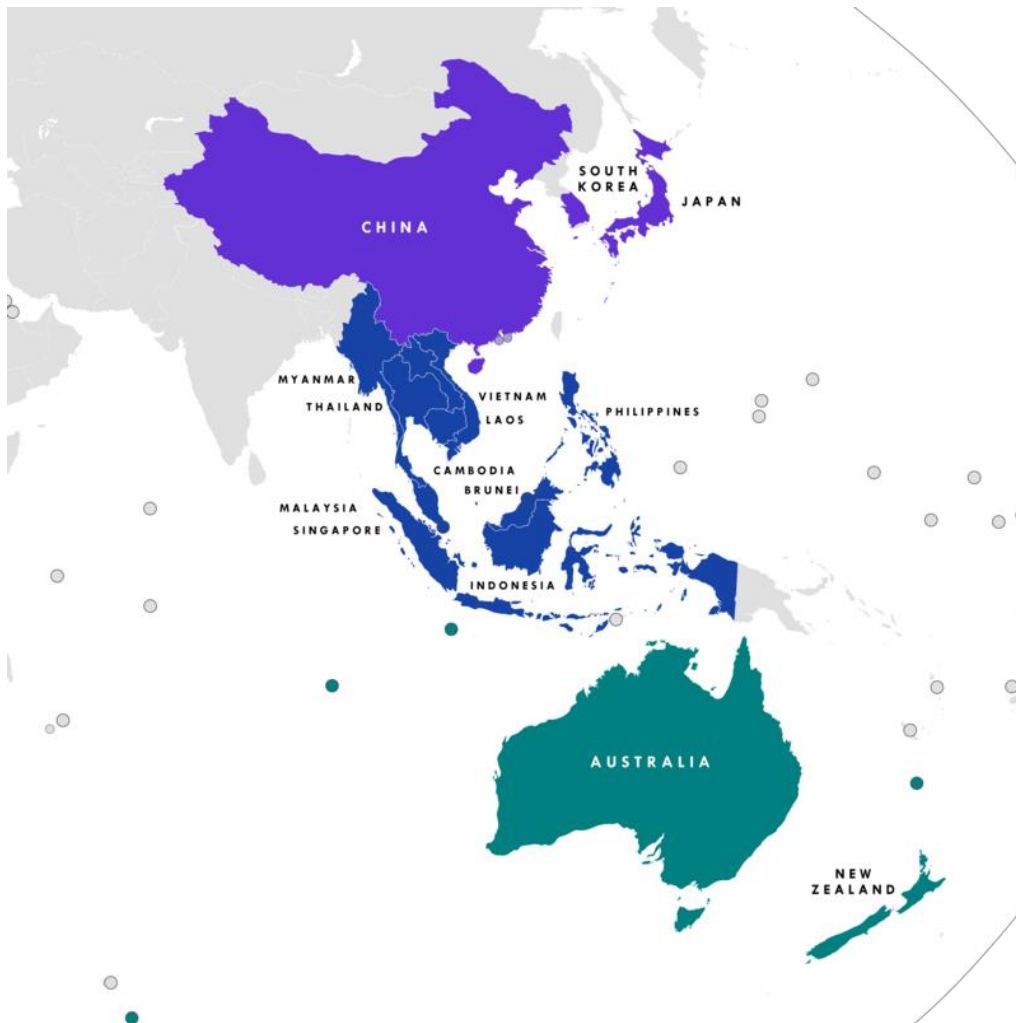 SOUTH
KOREA
JAPAN
CHINA
MYANMAR
THAILAND
VIETNAM
LAOS
PHILIPPINES
CAMBODIA
BRUNEI
MALAYSIA
SINGAPORE
INDONESIA
AUSTRALIA
NEW
ZEALAND